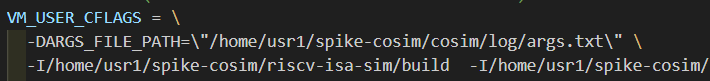 VM_USER_CFLAGS = \
-DARGS_FILE_PATH=\"/home/usr1/spike-cosim/cosim/log/args.txt\" \
-I/home/usr1/spike-cosim/riscv-isa-sim/build -I/home/usr1/spike-cosim/